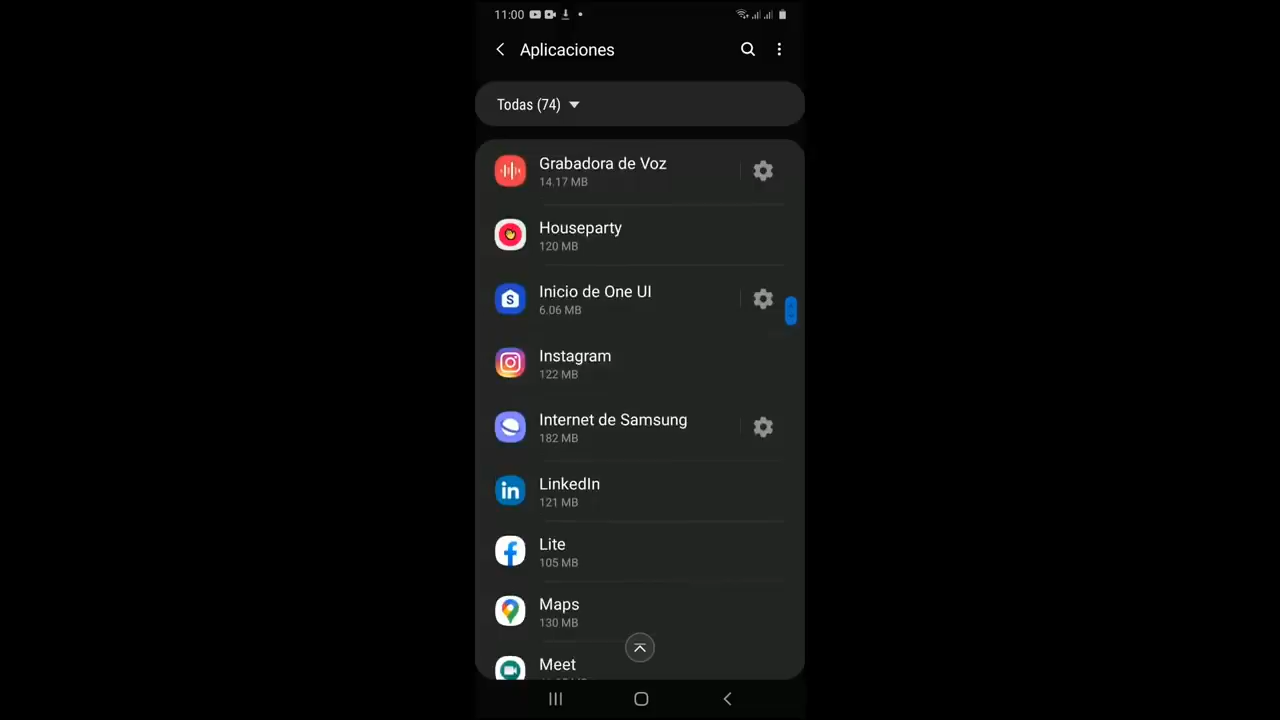 11:00
Aplicaciones
Todas (74)
Grabadora de Voz
14.17 MB
Houseparty
120 MB
Inicio de One UI
6.06 MB
Instagram
122 MB
Internet de Samsung
182 MB
LinkedIn
121 MB
Lite
105 MB
Maps
130 MB
Meet